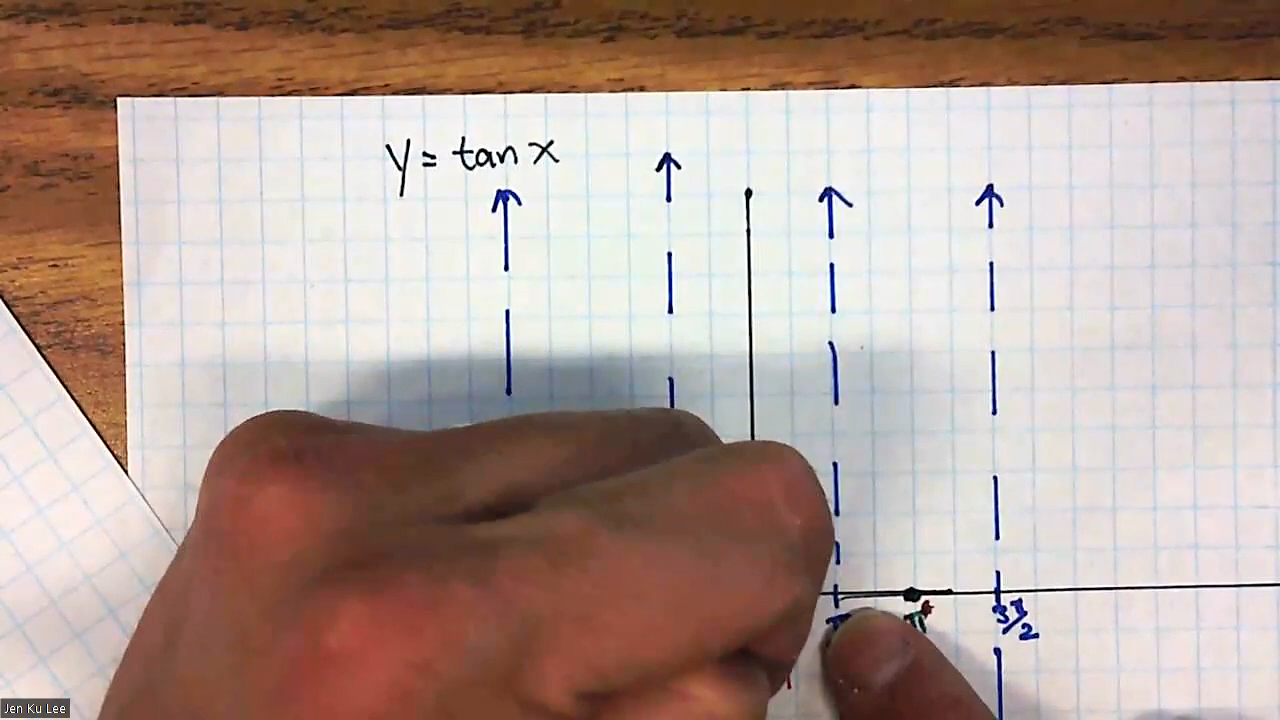 y = tan x
π
3π/2
Jen Ku Lee